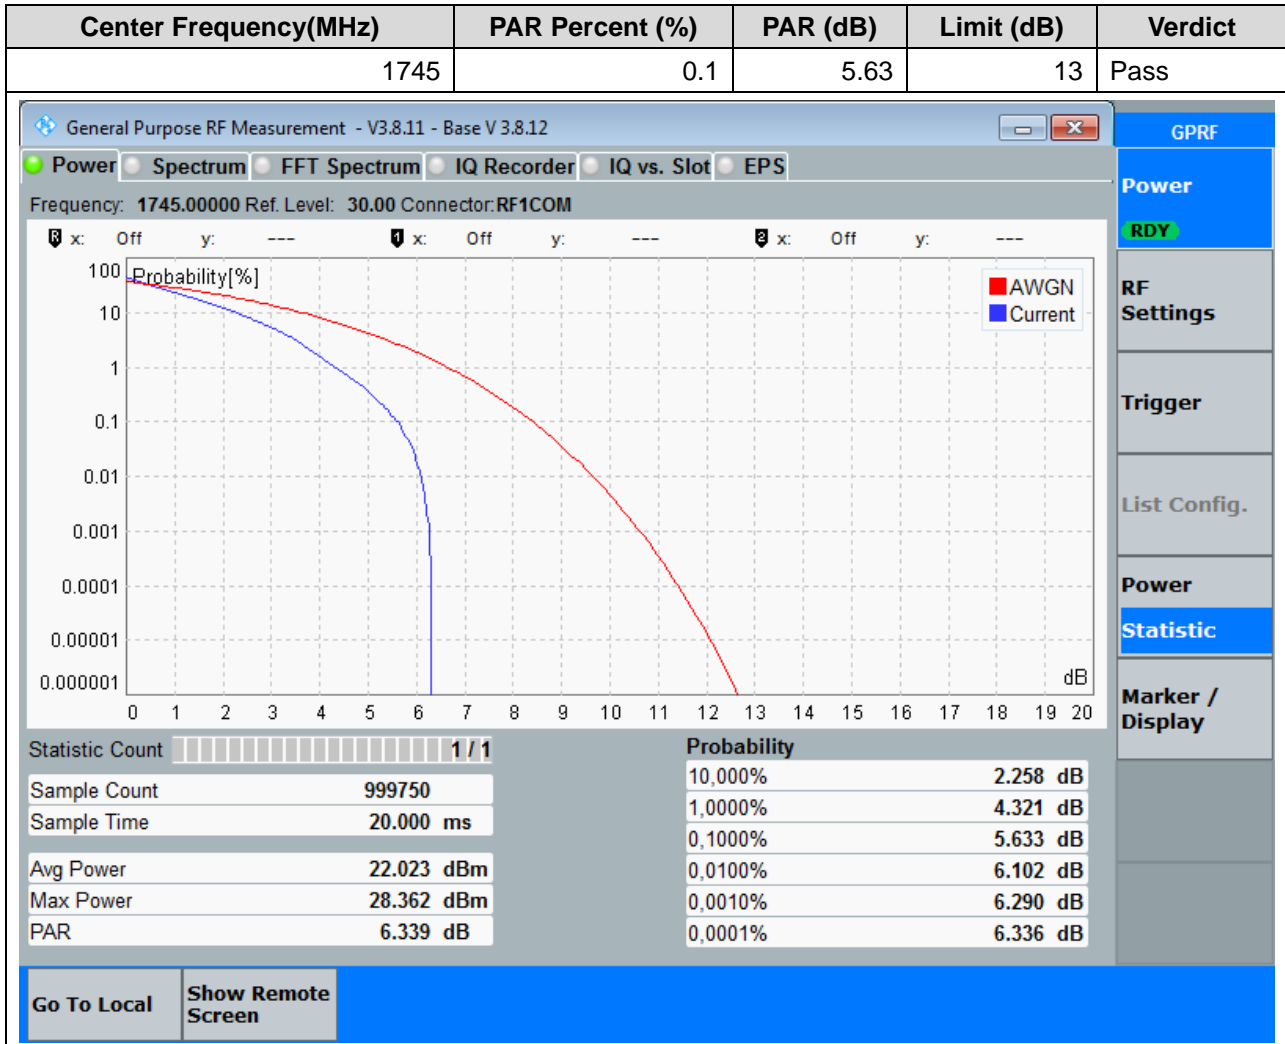 Center Frequency(MHz) PAR Percent (%) PAR (dB) Limit (dB) Verdict
1745 0.1 5.63 13 Pass
General Purpose RF Measurement - V3.8.11 - Base V 3.8.12
GPRF
Power Spectrum FFT Spectrum IQ Recorder IQ vs. Slot EPS
Frequency: 1745.00000 Ref. Level: 30.00 Connector:RF1COM
R x: Off y: --- 1 x: Off y: --- 2 x: Off y: ---
Probability[%]
AWGN
Current
100
10
1
0.1
0.01
0.001
0.0001
0.00001
0.000001
dB
0 1 2 3 4 5 6 7 8 9 10 11 12 13 14 15 16 17 18 19 20
Statistic Count 1 / 1
Sample Count 999750
Sample Time 20.000 ms
Avg Power 22.023 dBm
Max Power 28.362 dBm
PAR 6.339 dB
Probability
10,000% 2.258 dB
1,0000% 4.321 dB
0,1000% 5.633 dB
0,0100% 6.102 dB
0,0010% 6.290 dB
0,0001% 6.336 dB
Power
RDY
RF
Settings
Trigger
List Config.
Power
Statistic
Marker /
Display
Go To Local
Show Remote
Screen